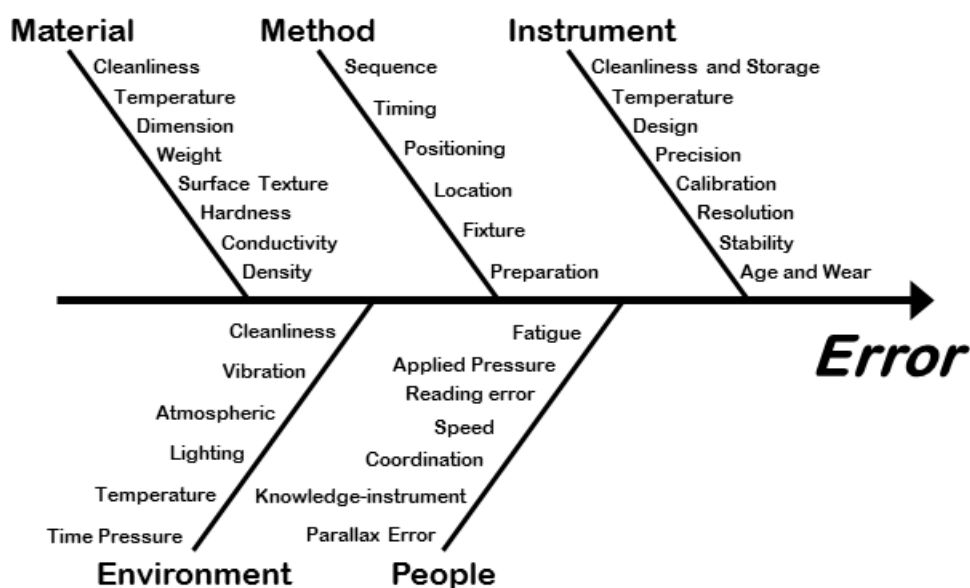 Material
Cleanliness
Temperature
Dimension
Weight
Surface Texture
Hardness
Conductivity
Density
Method
Sequence
Timing
Positioning
Location
Fixture
Preparation
Instrument
Cleanliness and Storage
Temperature
Design
Precision
Calibration
Resolution
Stability
Age and Wear
Cleanliness
Vibration
Atmospheric
Lighting
Temperature
Time Pressure
Environment
Fatigue
Applied Pressure
Reading error
Speed
Coordination
Knowledge-instrument
Parallax Error
People
Error